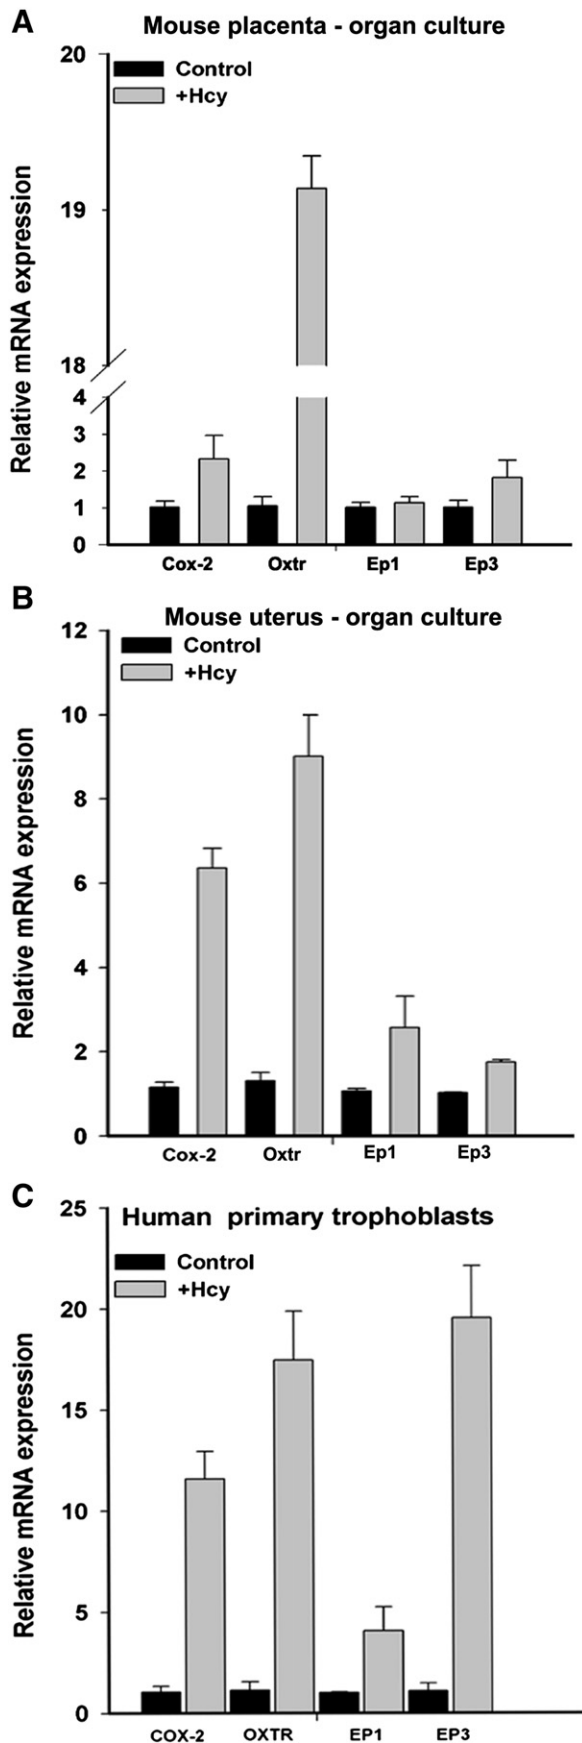 A
Mouse placenta - organ culture
20
Control
+Hcy
19
18
4
3
2
1
0
Relative mRNA expression
Cox-2 Oxtr Ep1 Ep3
B
Mouse uterus - organ culture
12
Control
+Hcy
10
8
6
4
2
0
Relative mRNA expression
Cox-2 Oxtr Ep1 Ep3
C
25
Human primary trophoblasts
Control
+Hcy
20
15
10
5
0
Relative mRNA expression
COX-2 OXTR EP1 EP3